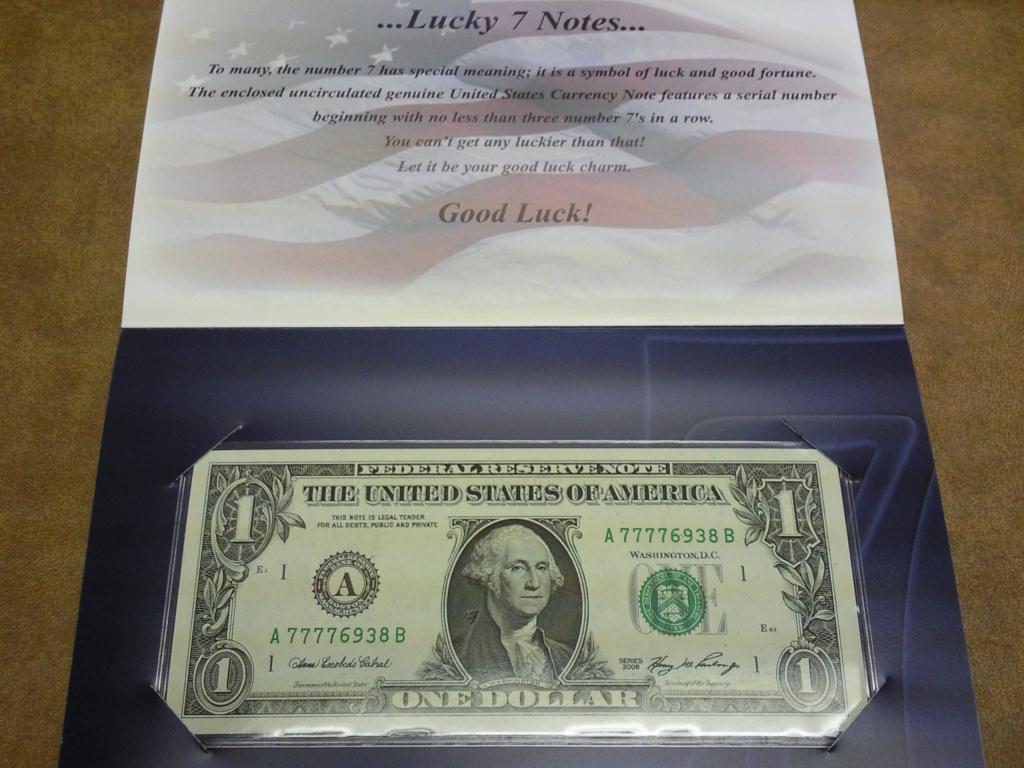 ...Lucky 7 Notes...
To many, the number 7 has special meaning; it is a symbol of luck and good fortune.
The enclosed uncirculated genuine United States Currency Note features a serial number
beginning with no less than three number 7's in a row.
You can't get any luckier than that!
Let it be your good luck charm.
Good Luck!
FEDERAL RESERVE NOTE
THE UNITED STATES OF AMERICA
1
1
THIS NOTE IS LEGAL TENDER
FOR ALL DEBTS, PUBLIC AND PRIVATE
A 77776938 B
WASHINGTON, D.C.
1
A
ONE
1
A 77776938 B
1
SERIES
2006
1
WASHINGTON
1
ONE DOLLAR
1